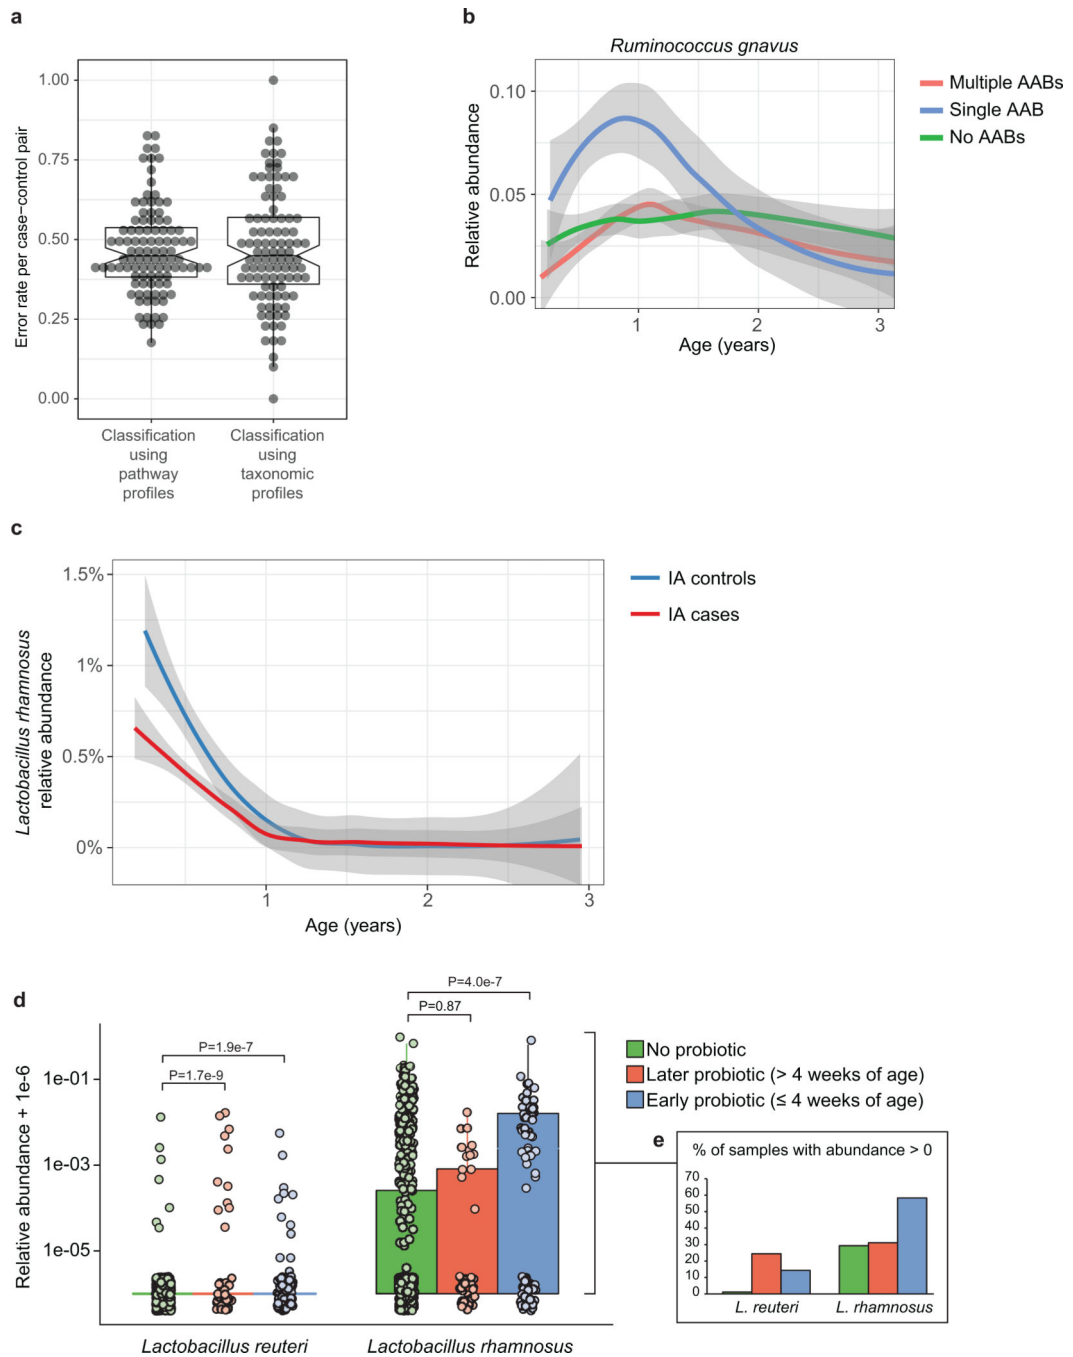 a
1.00
0.75
0.50
0.25
0.00
Error rate per case−control pair
Classification
using
pathway
profiles
Classification
using
taxonomic
profiles
b
Ruminococcus gnavus
0.10
0.05
0.00
Relative abundance
1
2
3
Age (years)
Multiple AABs
Single AAB
No AABs
c
1.5%
1%
0.5%
0%
Lactobacillus rhamnosus
relative abundance
1
2
3
Age (years)
IA controls
IA cases
d
P=4.0e-7
P=0.87
P=1.9e-7
P=1.7e-9
1e-01
1e-03
1e-05
Relative abundance + 1e-6
Lactobacillus reuteri
Lactobacillus rhamnosus
No probiotic
Later probiotic (> 4 weeks of age)
Early probiotic (≤ 4 weeks of age)
e
% of samples with abundance > 0
70
60
50
40
30
20
10
0
L. reuteri
L. rhamnosus